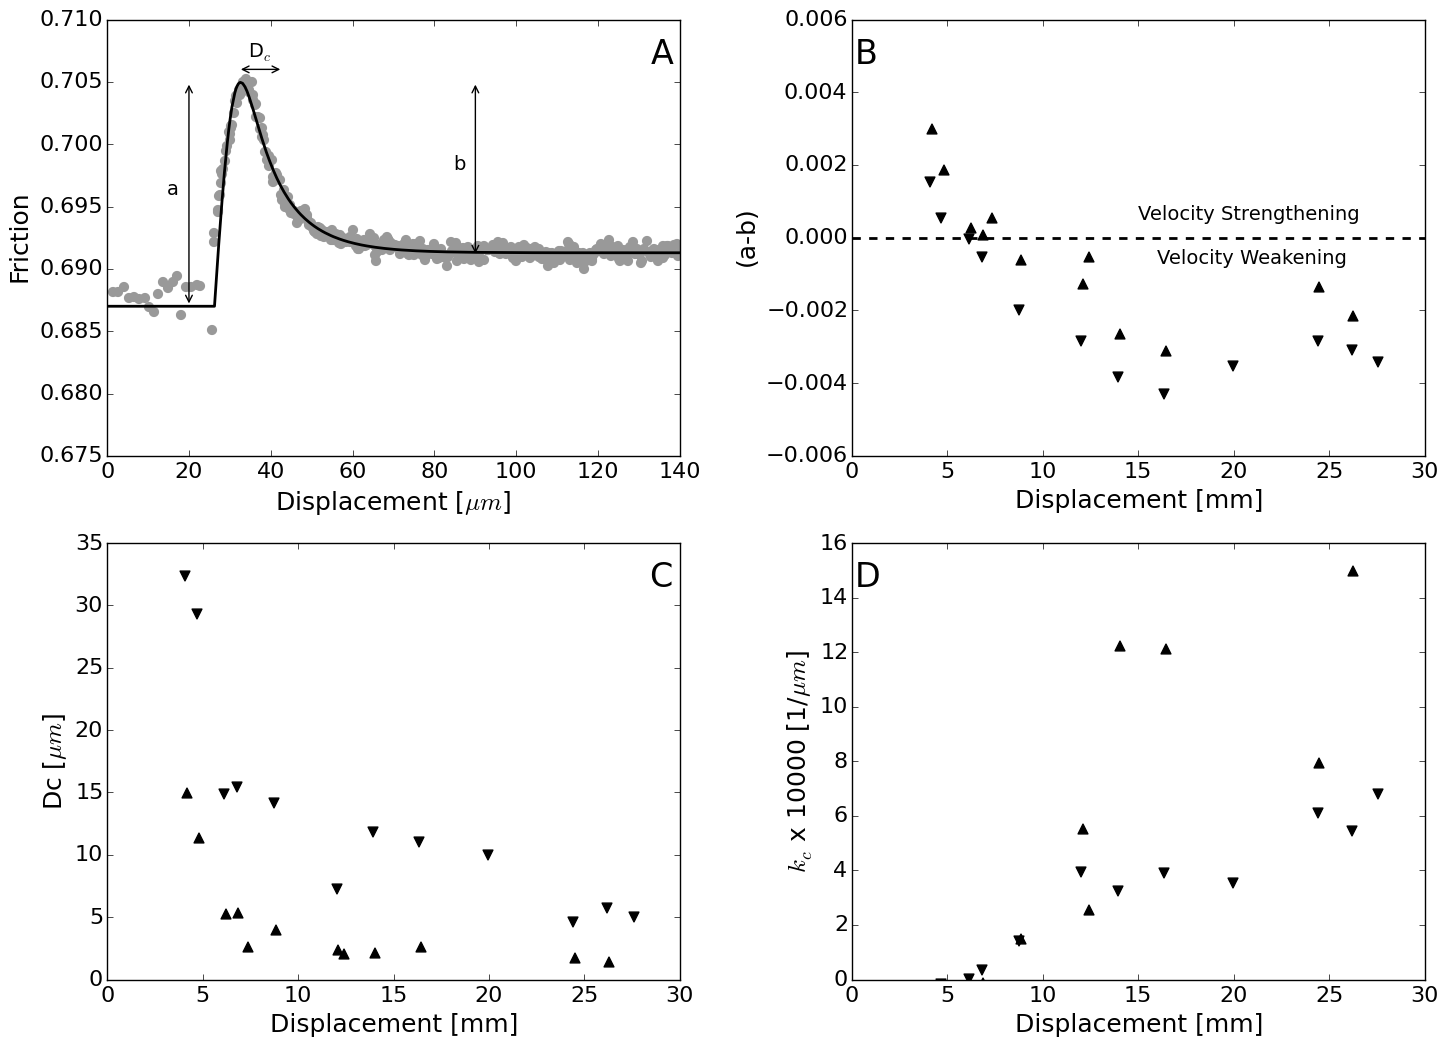 A
0.710
0.705
0.700
0.695
0.690
0.685
0.680
0.675
Friction
D_c
a
b
0 20 40 60 80 100 120 140
Displacement [μm]
B
0.006
0.004
0.002
0.000
−0.002
−0.004
−0.006
(a-b)
Velocity Strengthening
Velocity Weakening
0 5 10 15 20 25 30
Displacement [mm]
C
35
30
25
20
15
10
5
0
Dc [μm]
0 5 10 15 20 25 30
Displacement [mm]
D
16
14
12
10
8
6
4
2
0
k_c x 10000 [1/μm]
0 5 10 15 20 25 30
Displacement [mm]